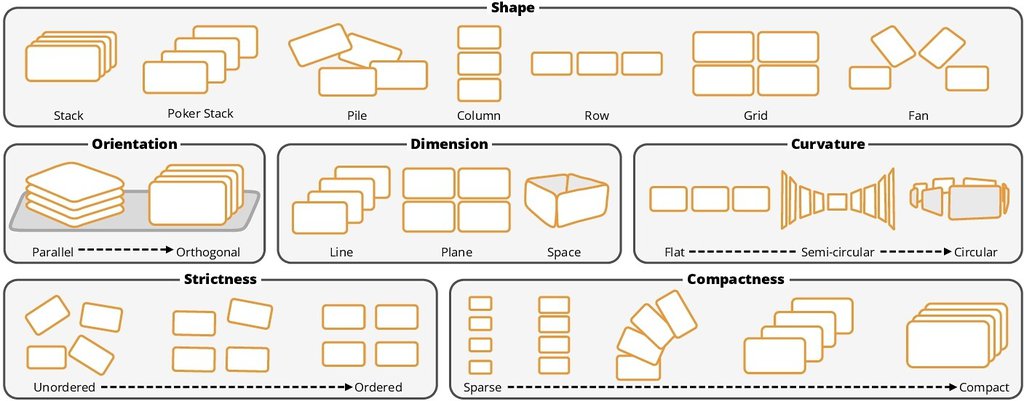 Shape
Stack
Poker Stack
Pile
Column
Row
Grid
Fan
Orientation
Parallel
Orthogonal
Dimension
Line
Plane
Space
Curvature
Flat
Semi-circular
Circular
Strictness
Unordered
Ordered
Compactness
Sparse
Compact